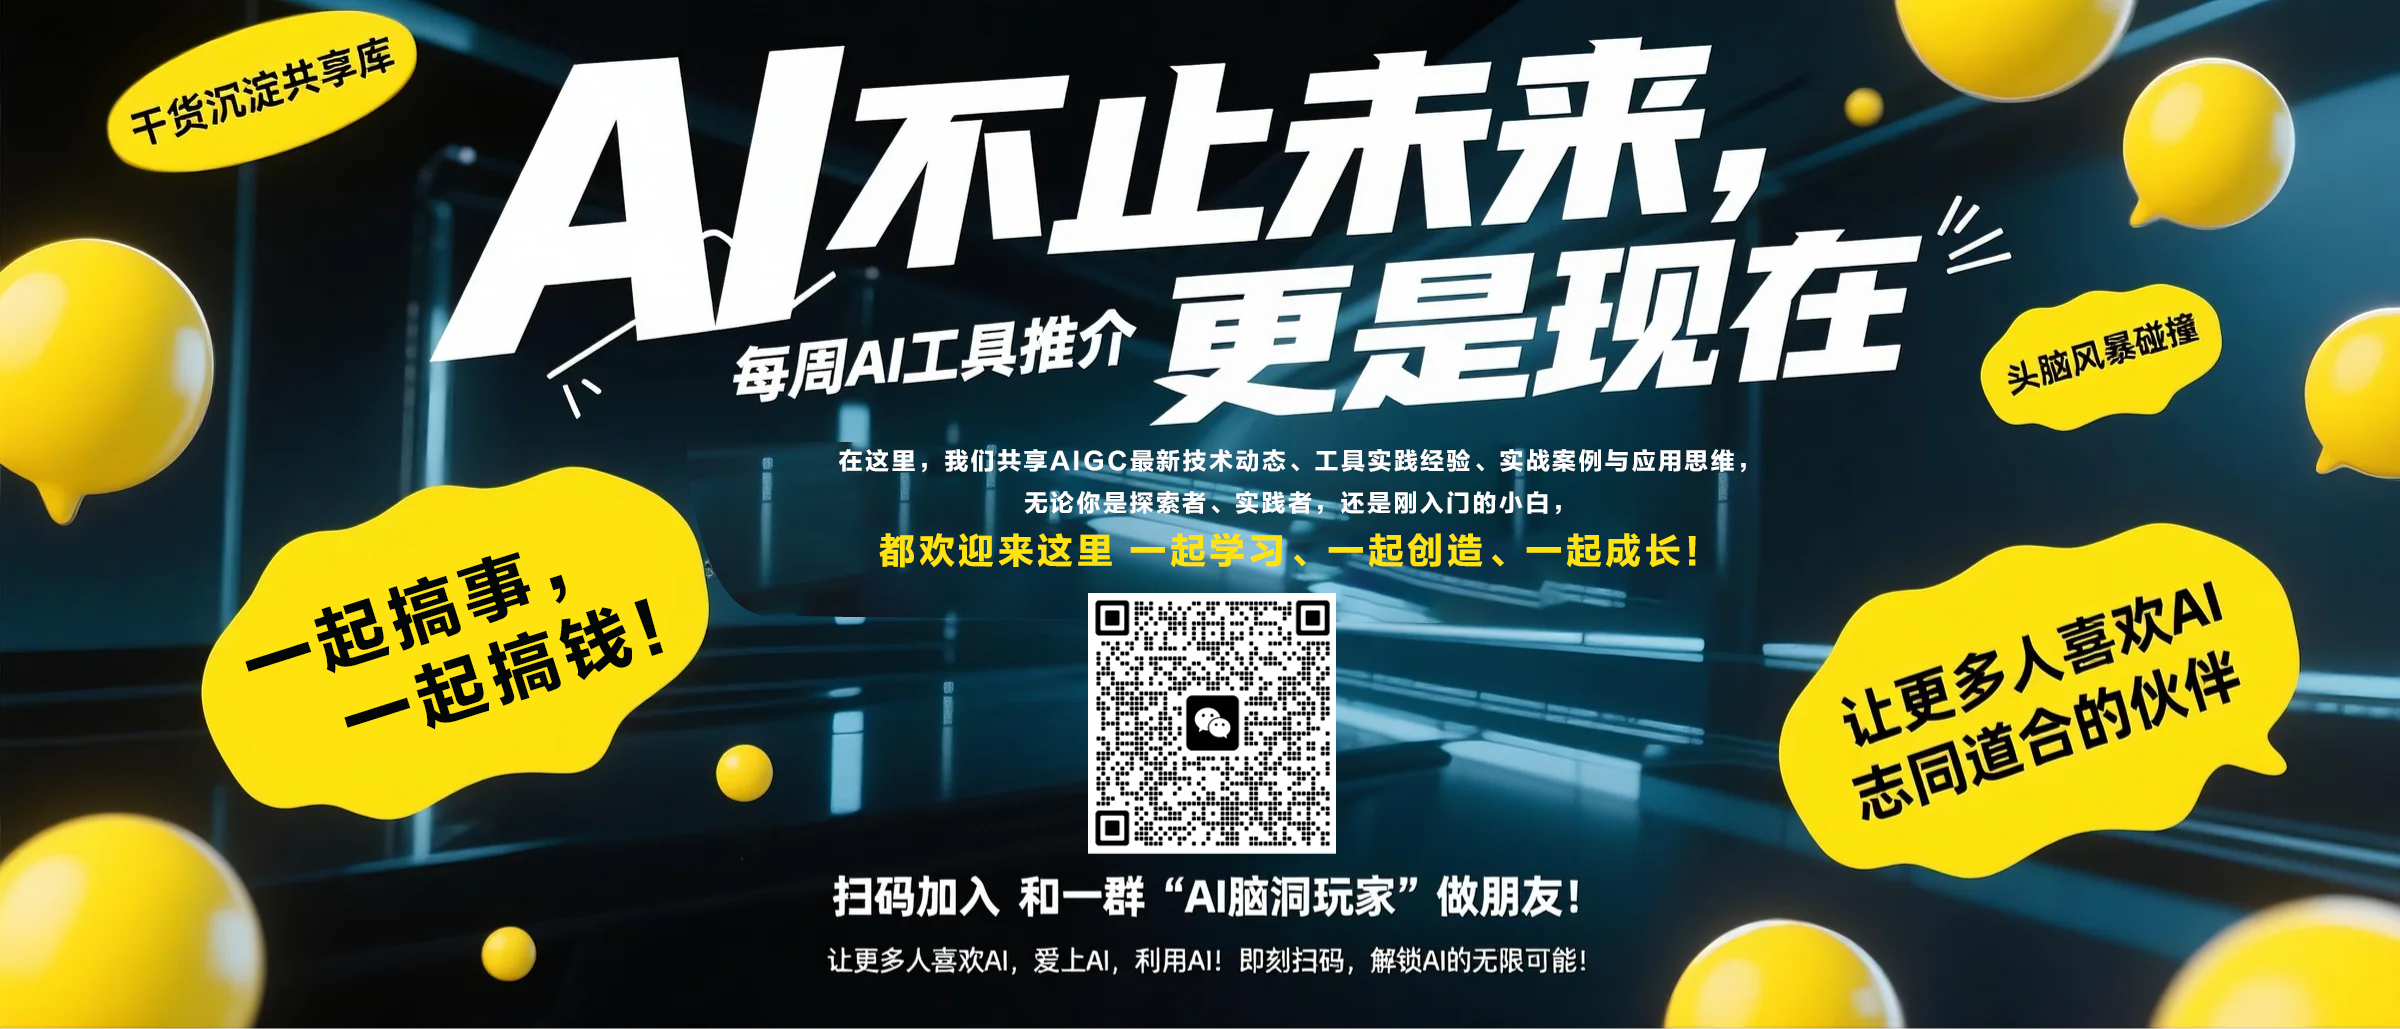 干货沉淀共享库
AI不止未来,
更是现在
每周AI工具推介
头脑风暴碰撞
在这里，我们共享AIGC最新技术动态、工具实践经验、实战案例与应用思维，
无论你是探索者、实践者，还是刚入门的小白，
都欢迎来这里 一起学习、一起创造、一起成长!
一起搞事，
一起搞钱!
让更多人喜欢AI
志同道合的伙伴
扫码加入 和一群“AI脑洞玩家”做朋友!
让更多人喜欢AI，爱上AI，利用AI! 即刻扫码，解锁AI的无限可能!